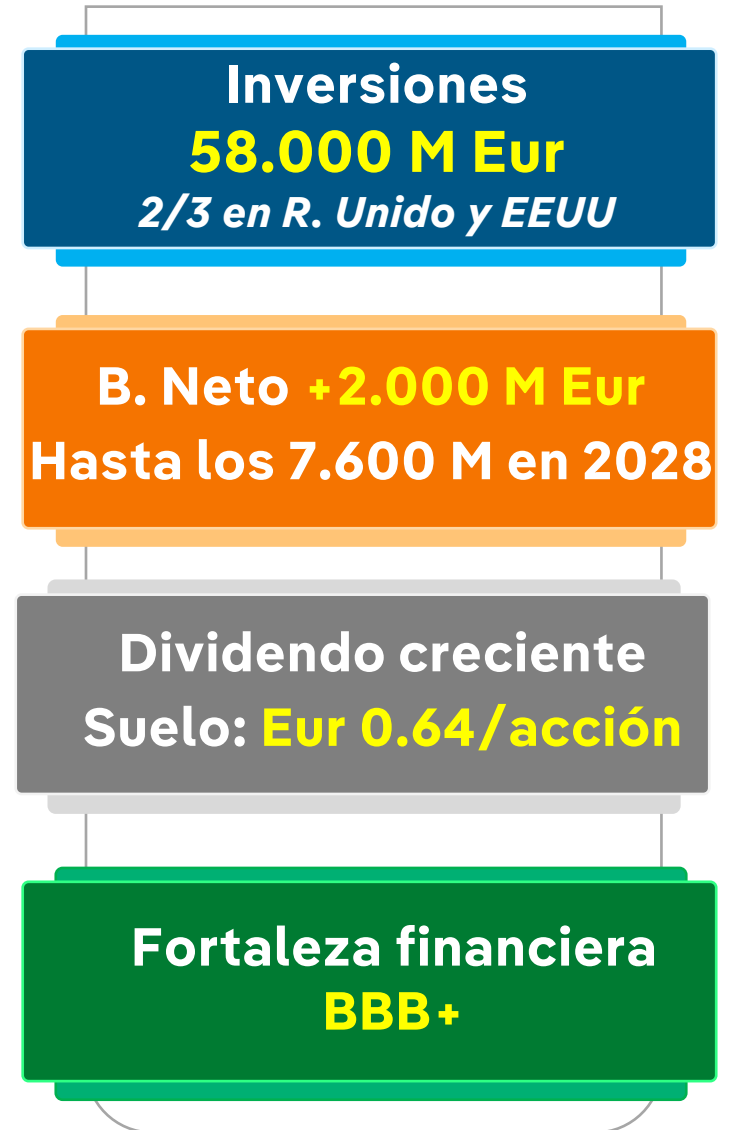 Inversiones
58.000 M Eur
2/3 en R. Unido y EEUU
B. Neto +2.000 M Eur
Hasta los 7.600 M en 2028
Dividendo creciente
Suelo: Eur 0.64/acción
Fortaleza financiera
BBB+